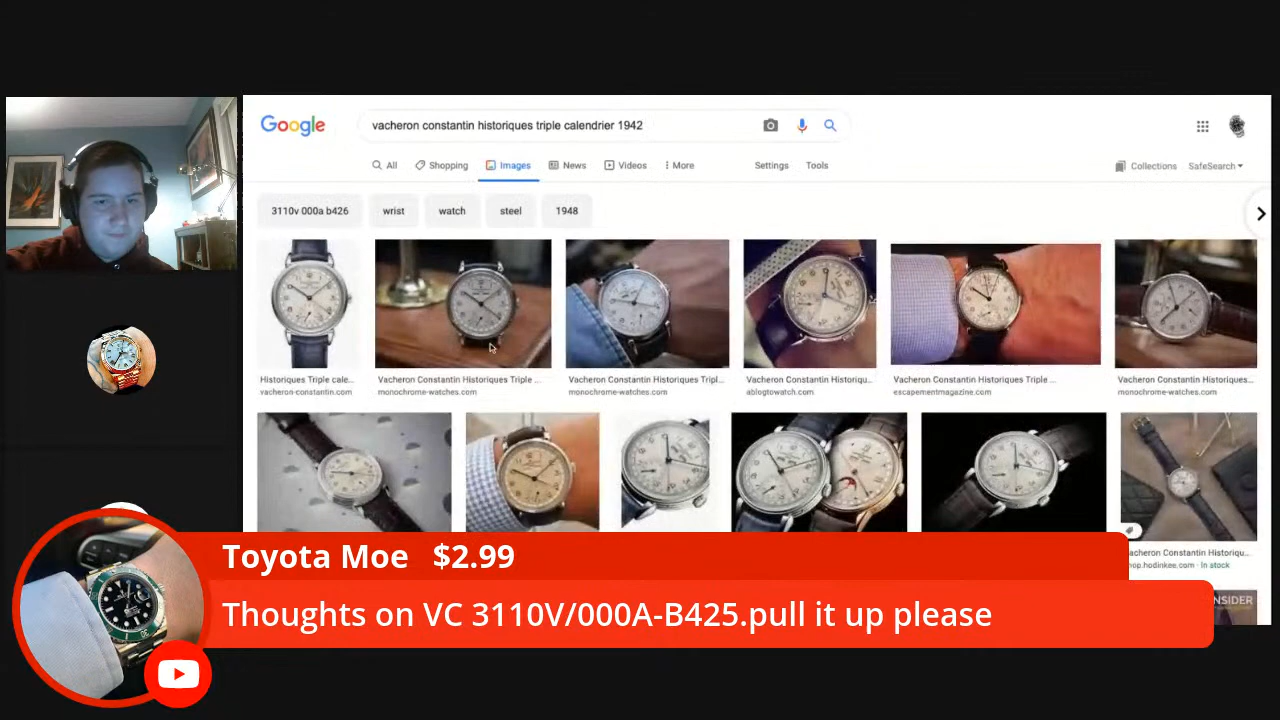 Google
vacheron constantin historiques triple calendrier 1942
All Shopping Images News Videos More Settings Tools Collections SafeSearch
3110v 000a b426 wrist watch steel 1948
Historiques Triple cale...
vacheron-constantin.com
Vacheron Constantin Historiques Triple ...
monochrome-watches.com
Vacheron Constantin Historiques Tripl...
monochrome-watches.com
Vacheron Constantin Historiqu...
ablogtowatch.com
Vacheron Constantin Historiques Triple ...
escapementmagazine.com
Vacheron Constantin Historiques...
monochrome-watches.com
acheron Constantin Historiqu...
hop.hodinkee.com · In stock
NSIDER
Toyota Moe $2.99
Thoughts on VC 3110V/000A-B425.pull it up please